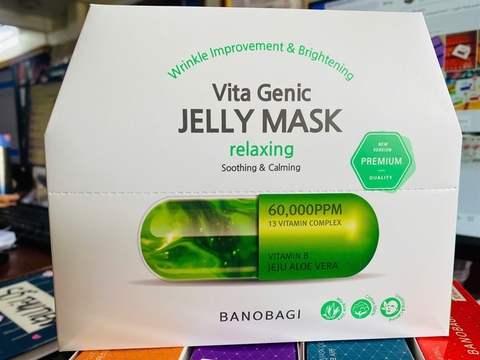 Wrinkle Improvement & Brightening
Vita Genic
JELLY MASK
relaxing
Soothing & Calming
NEW
VERSION
PREMIUM
QUALITY
60,000PPM
13 VITAMIN COMPLEX
VITAMIN B
JEJU ALOE VERA
BANOBAGI
BANOBAGI